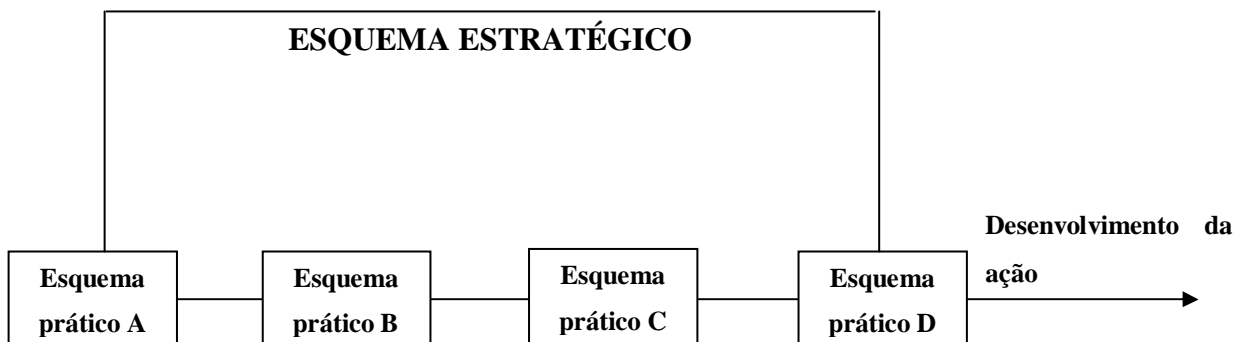 ESQUEMA ESTRATÉGICO
Desenvolvimento da
ação
Esquema
prático A
Esquema
prático B
Esquema
prático C
Esquema
prático D